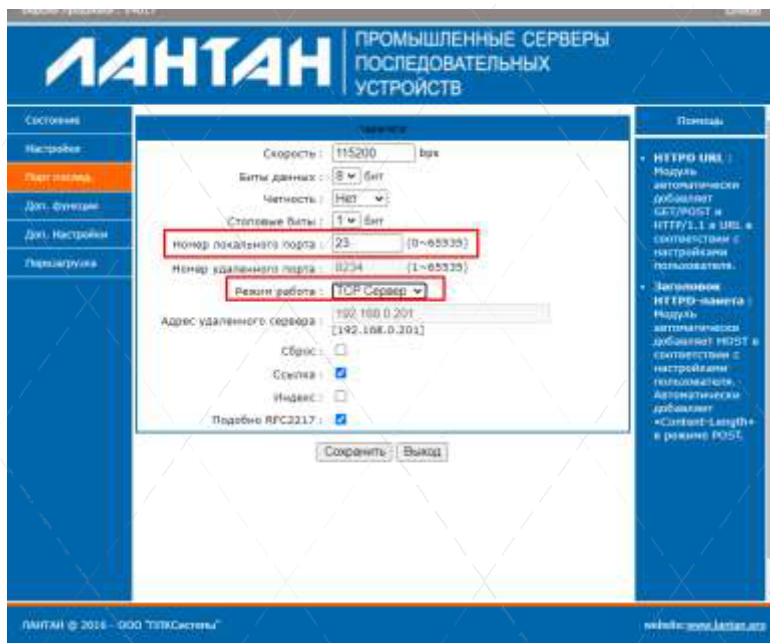 ЛАНТАН
ПРОМЫШЛЕННЫЕ СЕРВЕРЫ
ПОСЛЕДОВАТЕЛЬНЫХ
УСТРОЙСТВ
Состояние
Настройки
Порт послед.
Доп. функции
Доп. Настройки
Перезагрузка
Скорость : 115200 bps
Биты данных : 8 бит
Четность : Нет
Стоповые биты : 1 бит
Номер локального порта : 23 (0~65535)
Номер удаленного порта : 8234 (1~65535)
Режим работа : TCP Сервер
Адрес удаленного сервера : 192.168.0.201
[192.168.0.201]
Сброс :
Ссылка :
Индекс :
Подобно RFC2217 :
Сохранить Выход
Помощь
HTTPD URL :
Модуль
автоматически
добавляет
GET/POST и
HTTP/1.1 в URL в
соответствии с
настройками
пользователя.
Заголовок
HTTPD-пакета :
Модуль
автоматически
добавляет HOST в
соответствии с
настройками
пользователя.
Автоматически
добавляет
«Content-Length»
в режиме POST.
ЛАНТАН @ 2016 - ООО "ПЛКСистемы"
website:www.lantan.org